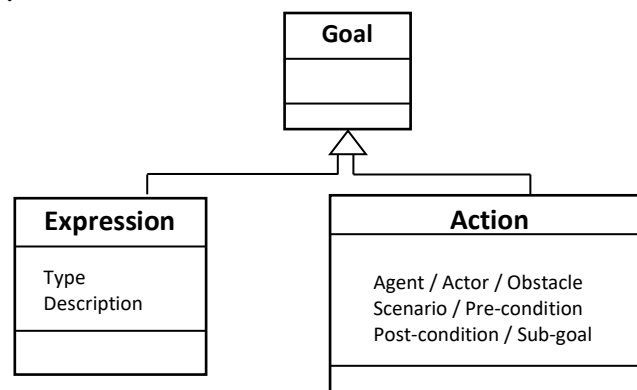 Goal
Expression
Type
Description
Action
Agent / Actor / Obstacle
Scenario / Pre-condition
Post-condition / Sub-goal